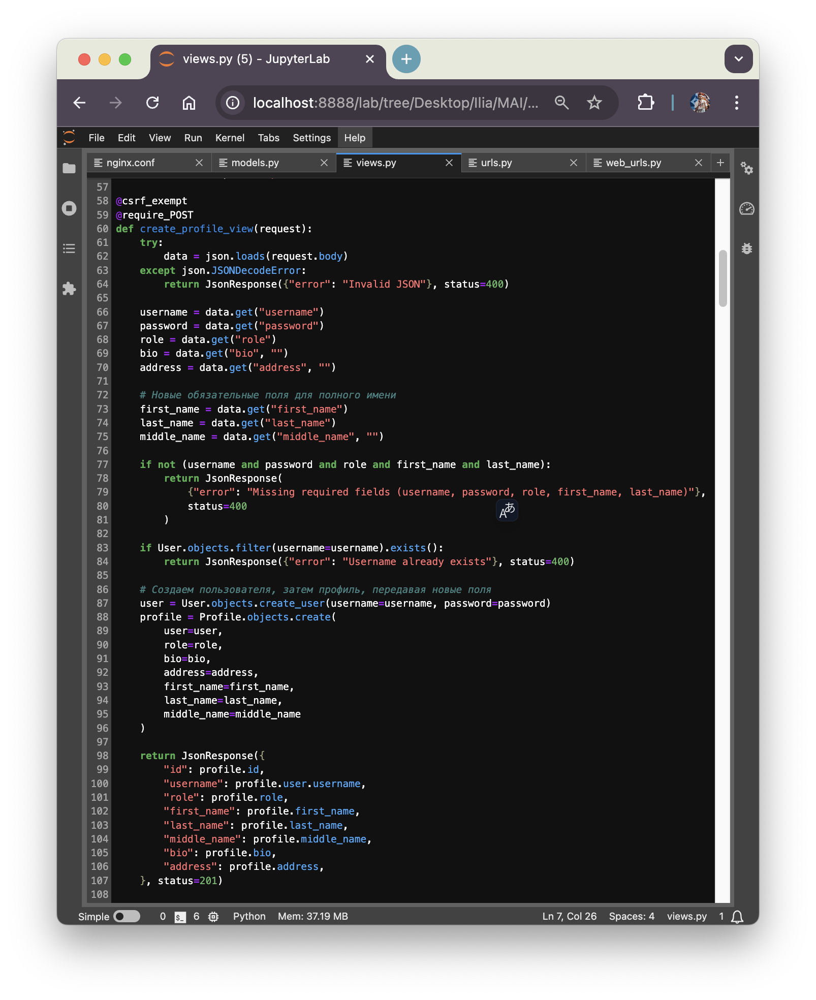 views.py (5) - JupyterLab
localhost:8888/lab/tree/Desktop/Ilia/MAI/...
File Edit View Run Kernel Tabs Settings Help
nginx.conf models.py views.py urls.py web_urls.py
57
58 @csrf_exempt
59 @require_POST
60 def create_profile_view(request):
61     try:
62         data = json.loads(request.body)
63     except json.JSONDecodeError:
64         return JsonResponse({"error": "Invalid JSON"}, status=400)
65
66     username = data.get("username")
67     password = data.get("password")
68     role = data.get("role")
69     bio = data.get("bio", "")
70     address = data.get("address", "")
71
72     # Новые обязательные поля для полного имени
73     first_name = data.get("first_name")
74     last_name = data.get("last_name")
75     middle_name = data.get("middle_name", "")
76
77     if not (username and password and role and first_name and last_name):
78         return JsonResponse(
79             {"error": "Missing required fields (username, password, role, first_name, last_name)"},
80             status=400
81         )
82
83     if User.objects.filter(username=username).exists():
84         return JsonResponse({"error": "Username already exists"}, status=400)
85
86     # Создаем пользователя, затем профиль, передавая новые поля
87     user = User.objects.create_user(username=username, password=password)
88     profile = Profile.objects.create(
89         user=user,
90         role=role,
91         bio=bio,
92         address=address,
93         first_name=first_name,
94         last_name=last_name,
95         middle_name=middle_name
96     )
97
98     return JsonResponse({
99         "id": profile.id,
100         "username": profile.user.username,
101         "role": profile.role,
102         "first_name": profile.first_name,
103         "last_name": profile.last_name,
104         "middle_name": profile.middle_name,
105         "bio": profile.bio,
106         "address": profile.address,
107     }, status=201)
108
Simple 0 $_ 6 Python Mem: 37.19 MB Ln 7, Col 26 Spaces: 4 views.py 1